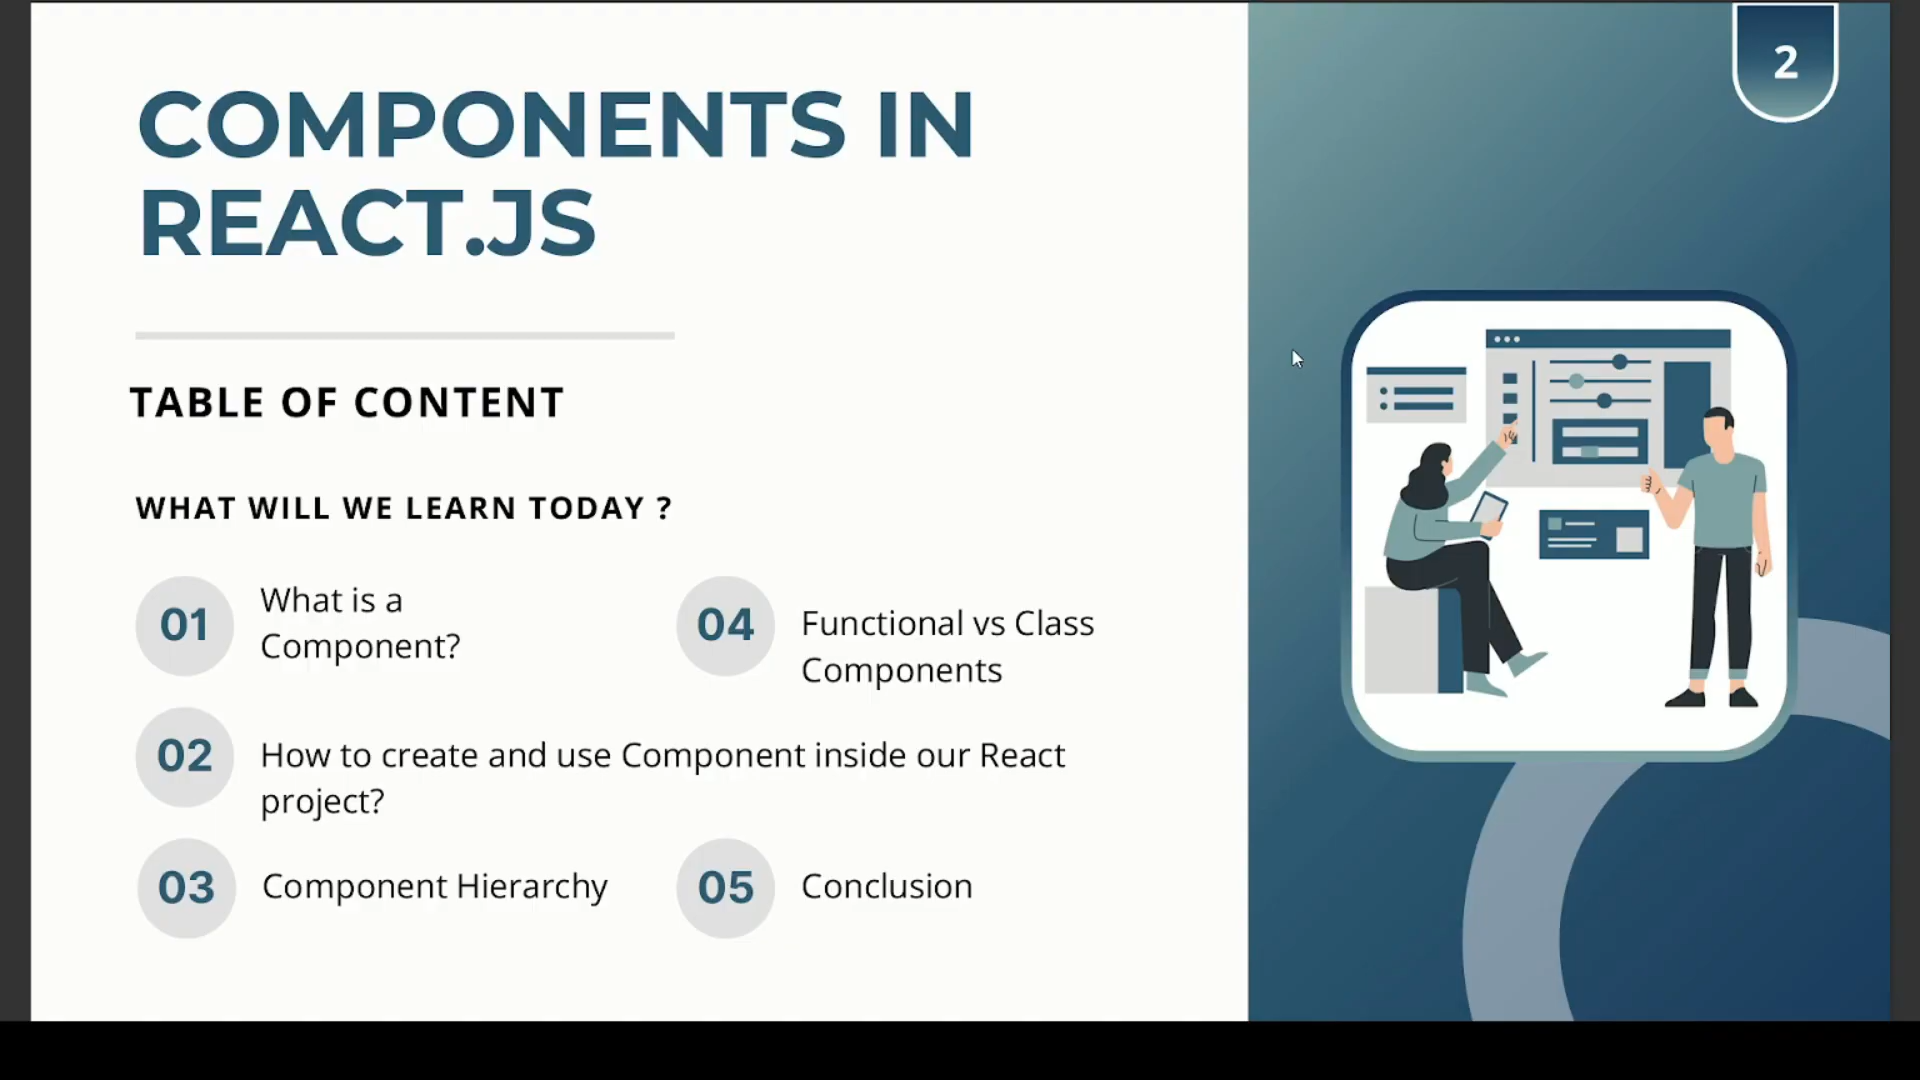 2
COMPONENTS IN
REACT.JS
TABLE OF CONTENT
WHAT WILL WE LEARN TODAY ?
01
What is a
Component?
02
How to create and use Component inside our React
project?
03
Component Hierarchy
04
Functional vs Class
Components
05
Conclusion